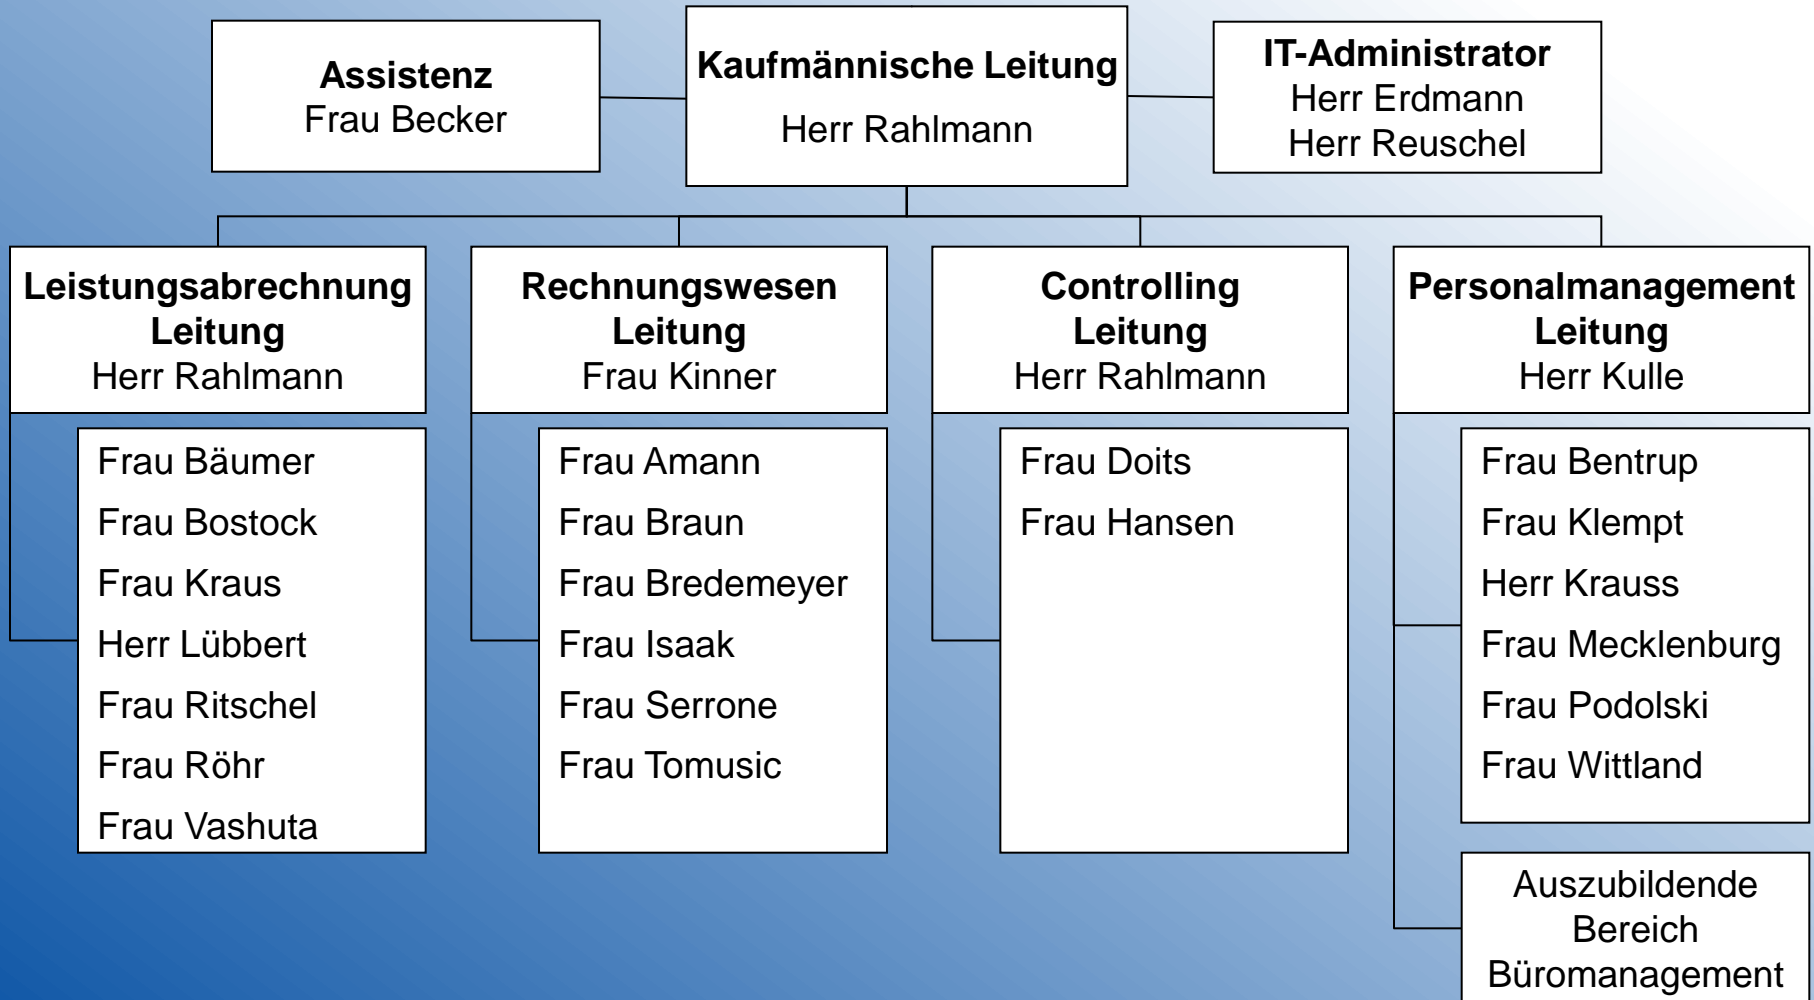 Assistenz
Frau Becker
Kaufmännische Leitung
Herr Rahlmann
IT-Administrator
Herr Erdmann
Herr Reuschel
Leistungsabrechnung
Leitung
Herr Rahlmann
Frau Bäumer
Frau Bostock
Frau Kraus
Herr Lübbert
Frau Ritschel
Frau Röhr
Frau Vashuta
Rechnungswesen
Leitung
Frau Kinner
Frau Amann
Frau Braun
Frau Bredemeyer
Frau Isaak
Frau Serrone
Frau Tomusic
Controlling
Leitung
Herr Rahlmann
Frau Doits
Frau Hansen
Personalmanagement
Leitung
Herr Kulle
Frau Bentrup
Frau Klempt
Herr Krauss
Frau Mecklenburg
Frau Podolski
Frau Wittland
Auszubildende
Bereich
Büromanagement